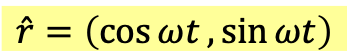 r̂ = (cos ωt , sin ωt)